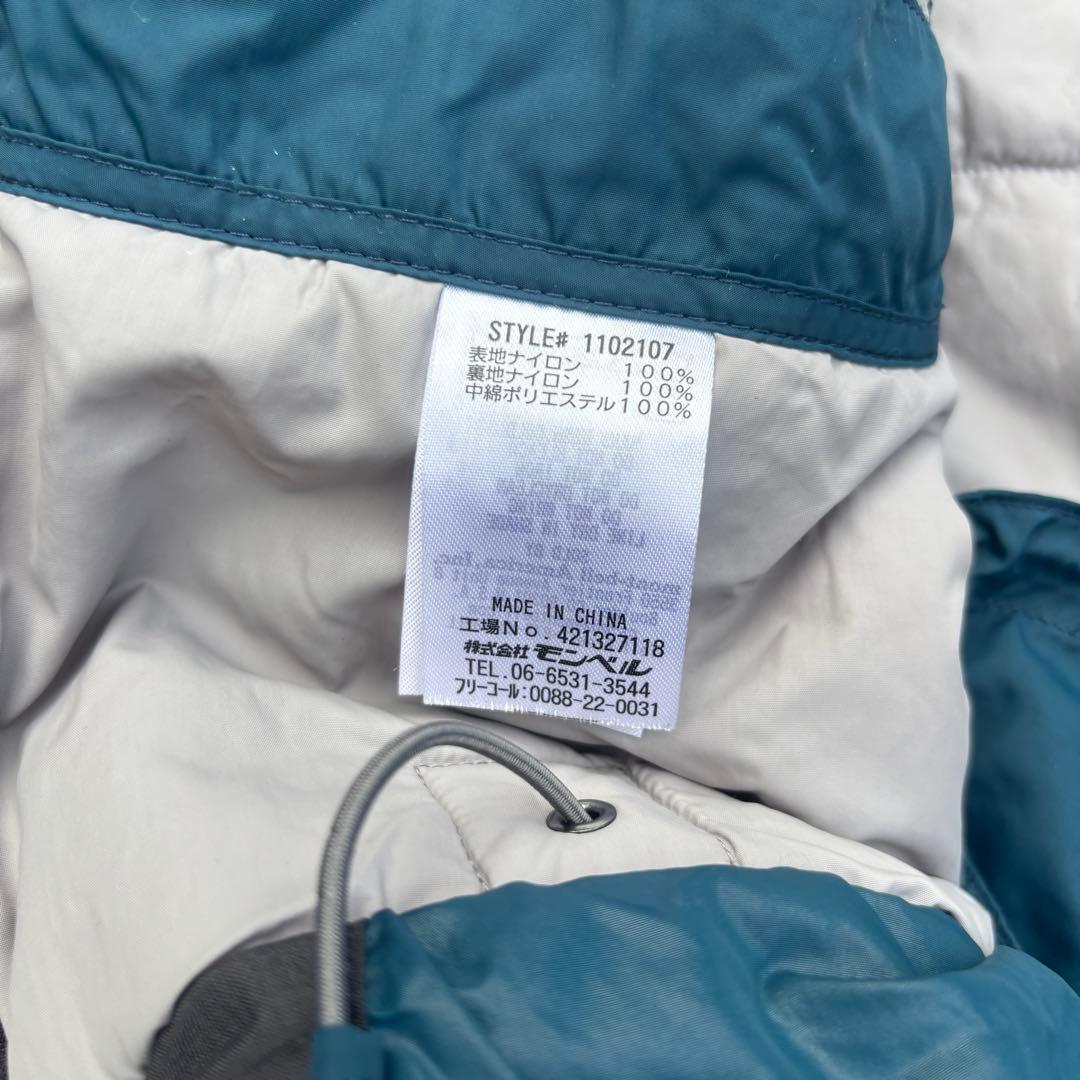 STYLE# 1102107
表地ナイロン 100%
裏地ナイロン 100%
中綿ポリエステル100%
MADE IN CHINA
工場No.421327118
株式会社モンベル
TEL.06-6531-3544
フリーコール:0088-22-0031